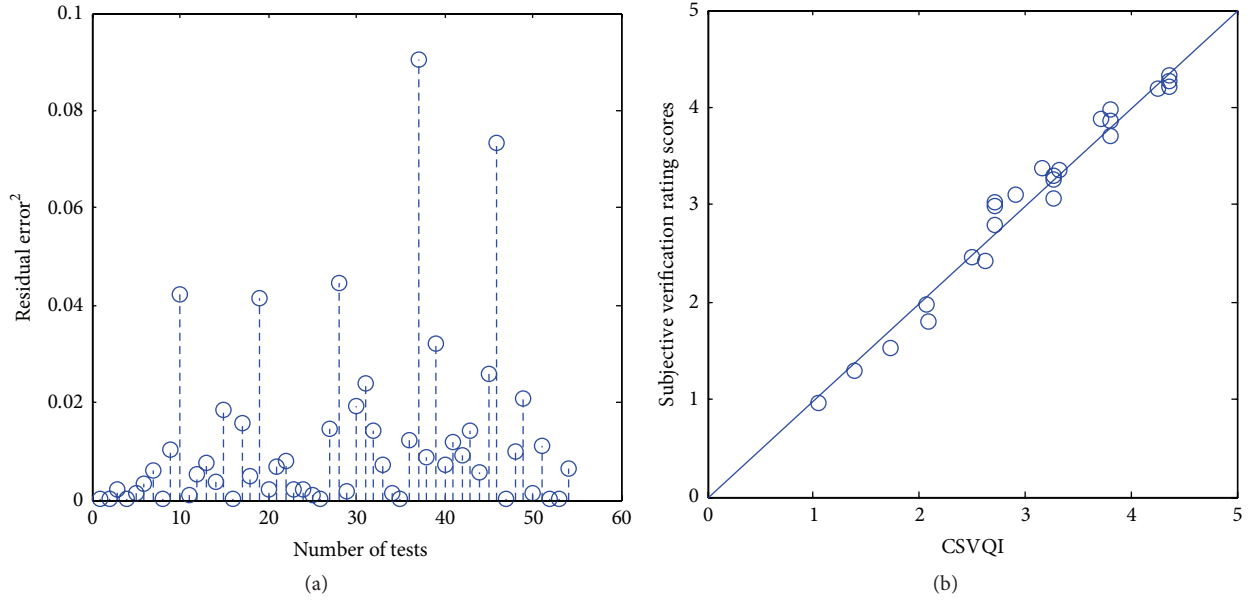 0.1
0.08
0.06
0.04
0.02
0
0 10 20 30 40 50 60
Residual error²
Number of tests
(a)
5
4
3
2
1
0
0 1 2 3 4 5
Subjective verification rating scores
CSVQI
(b)